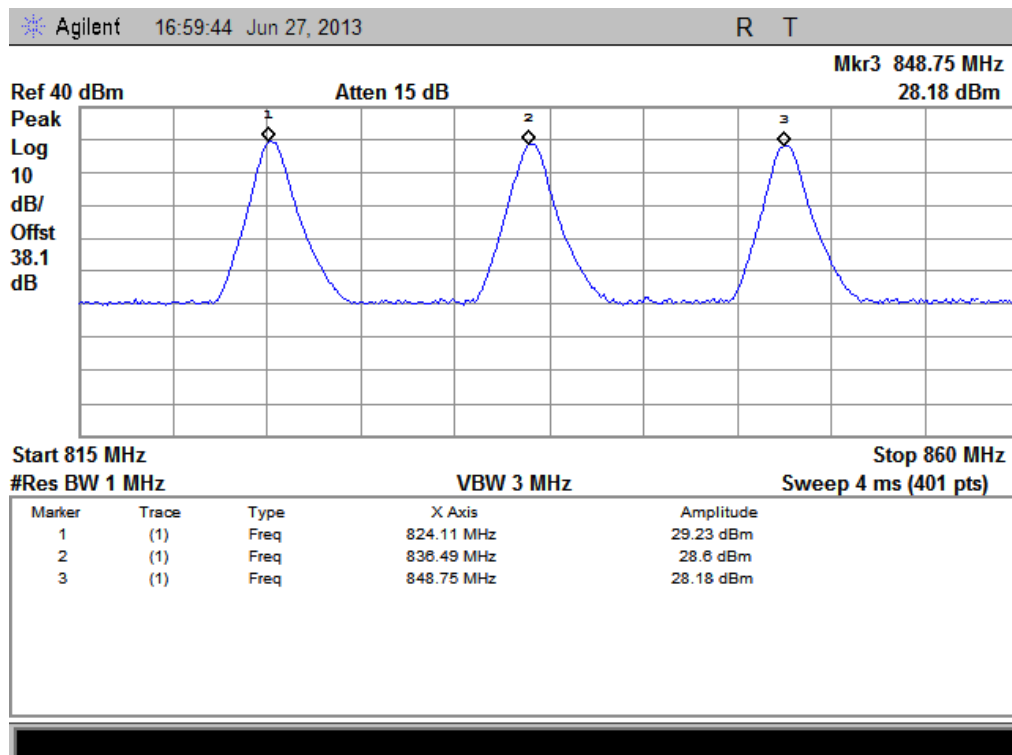 Agilent 16:59:44 Jun 27, 2013 R T
Mkr3 848.75 MHz
Ref 40 dBm Atten 15 dB 28.18 dBm
Peak
Log
10
dB/
Offst
38.1
dB
1 2 3
Start 815 MHz Stop 860 MHz
#Res BW 1 MHz VBW 3 MHz Sweep 4 ms (401 pts)
Marker Trace Type X Axis Amplitude
1 (1) Freq 824.11 MHz 29.23 dBm
2 (1) Freq 836.49 MHz 28.6 dBm
3 (1) Freq 848.75 MHz 28.18 dBm